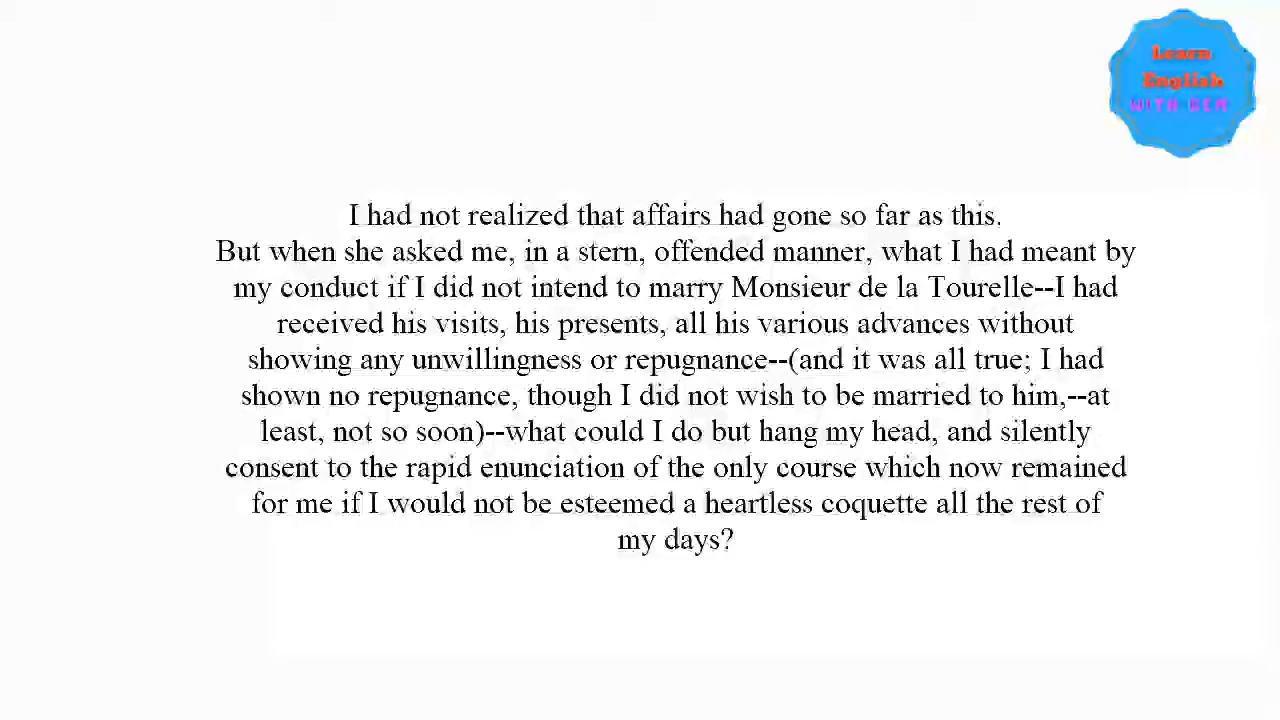 Learn
English
WITH GEM
I had not realized that affairs had gone so far as this.
But when she asked me, in a stern, offended manner, what I had meant by
my conduct if I did not intend to marry Monsieur de la Tourelle--I had
received his visits, his presents, all his various advances without
showing any unwillingness or repugnance--(and it was all true; I had
shown no repugnance, though I did not wish to be married to him,--at
least, not so soon)--what could I do but hang my head, and silently
consent to the rapid enunciation of the only course which now remained
for me if I would not be esteemed a heartless coquette all the rest of
my days?